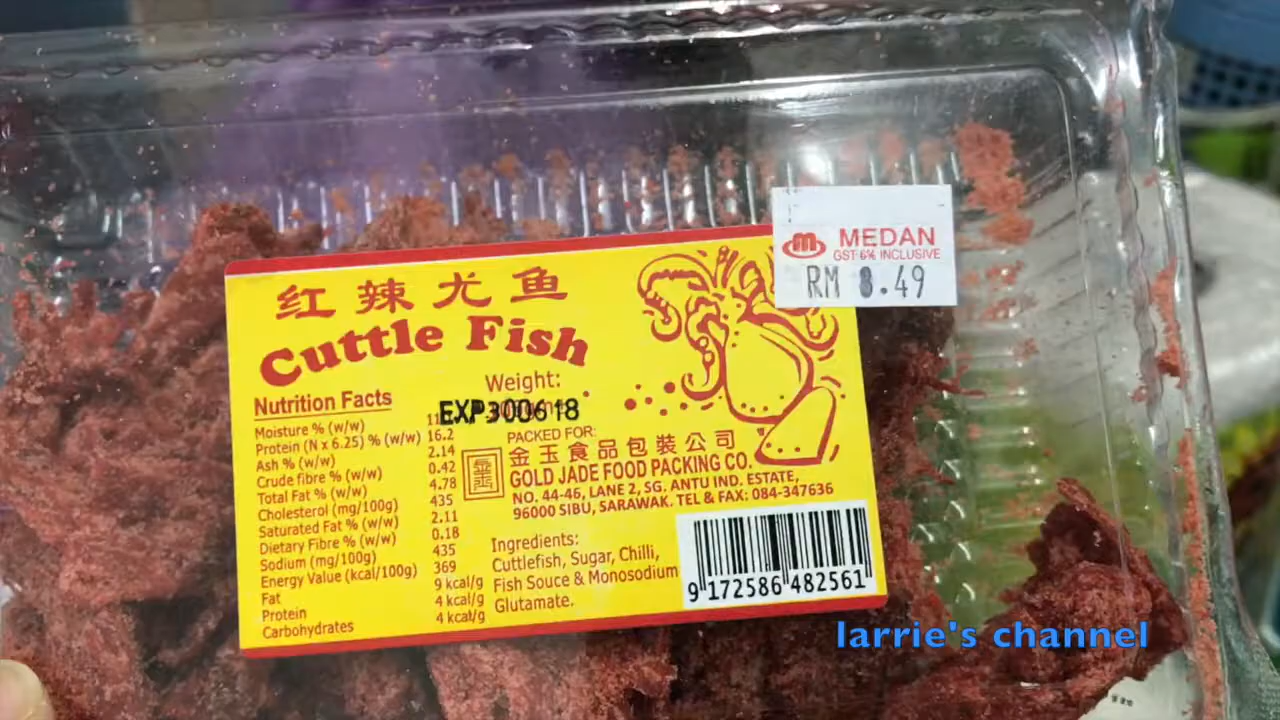 红辣尤鱼
Cuttle Fish
MEDAN
GST 6% INCLUSIVE
RM 8.49
Nutrition Facts
Moisture % (w/w)
Protein (N x 6.25) % (w/w) 16.2
Ash % (w/w) 2.14
Crude fibre % (w/w) 0.42
Total Fat % (w/w) 4.78
Cholesterol (mg/100g) 435
Saturated Fat % (w/w) 2.11
Dietary Fibre % (w/w) 0.18
Sodium (mg/100g) 435
Energy Value (kcal/100g) 369
Fat 9 kcal/g
Protein 4 kcal/g
Carbohydrates 4 kcal/g
Weight:
EXP300618
PACKED FOR:
金玉食品包裝公司
GOLD JADE FOOD PACKING CO.
NO. 44-46, LANE 2, SG. ANTU IND. ESTATE,
96000 SIBU, SARAWAK. TEL & FAX: 084-347636
Ingredients:
Cuttlefish, Sugar, Chilli,
Fish Souce & Monosodium
Glutamate.
9 172586 482561
larrie's channel